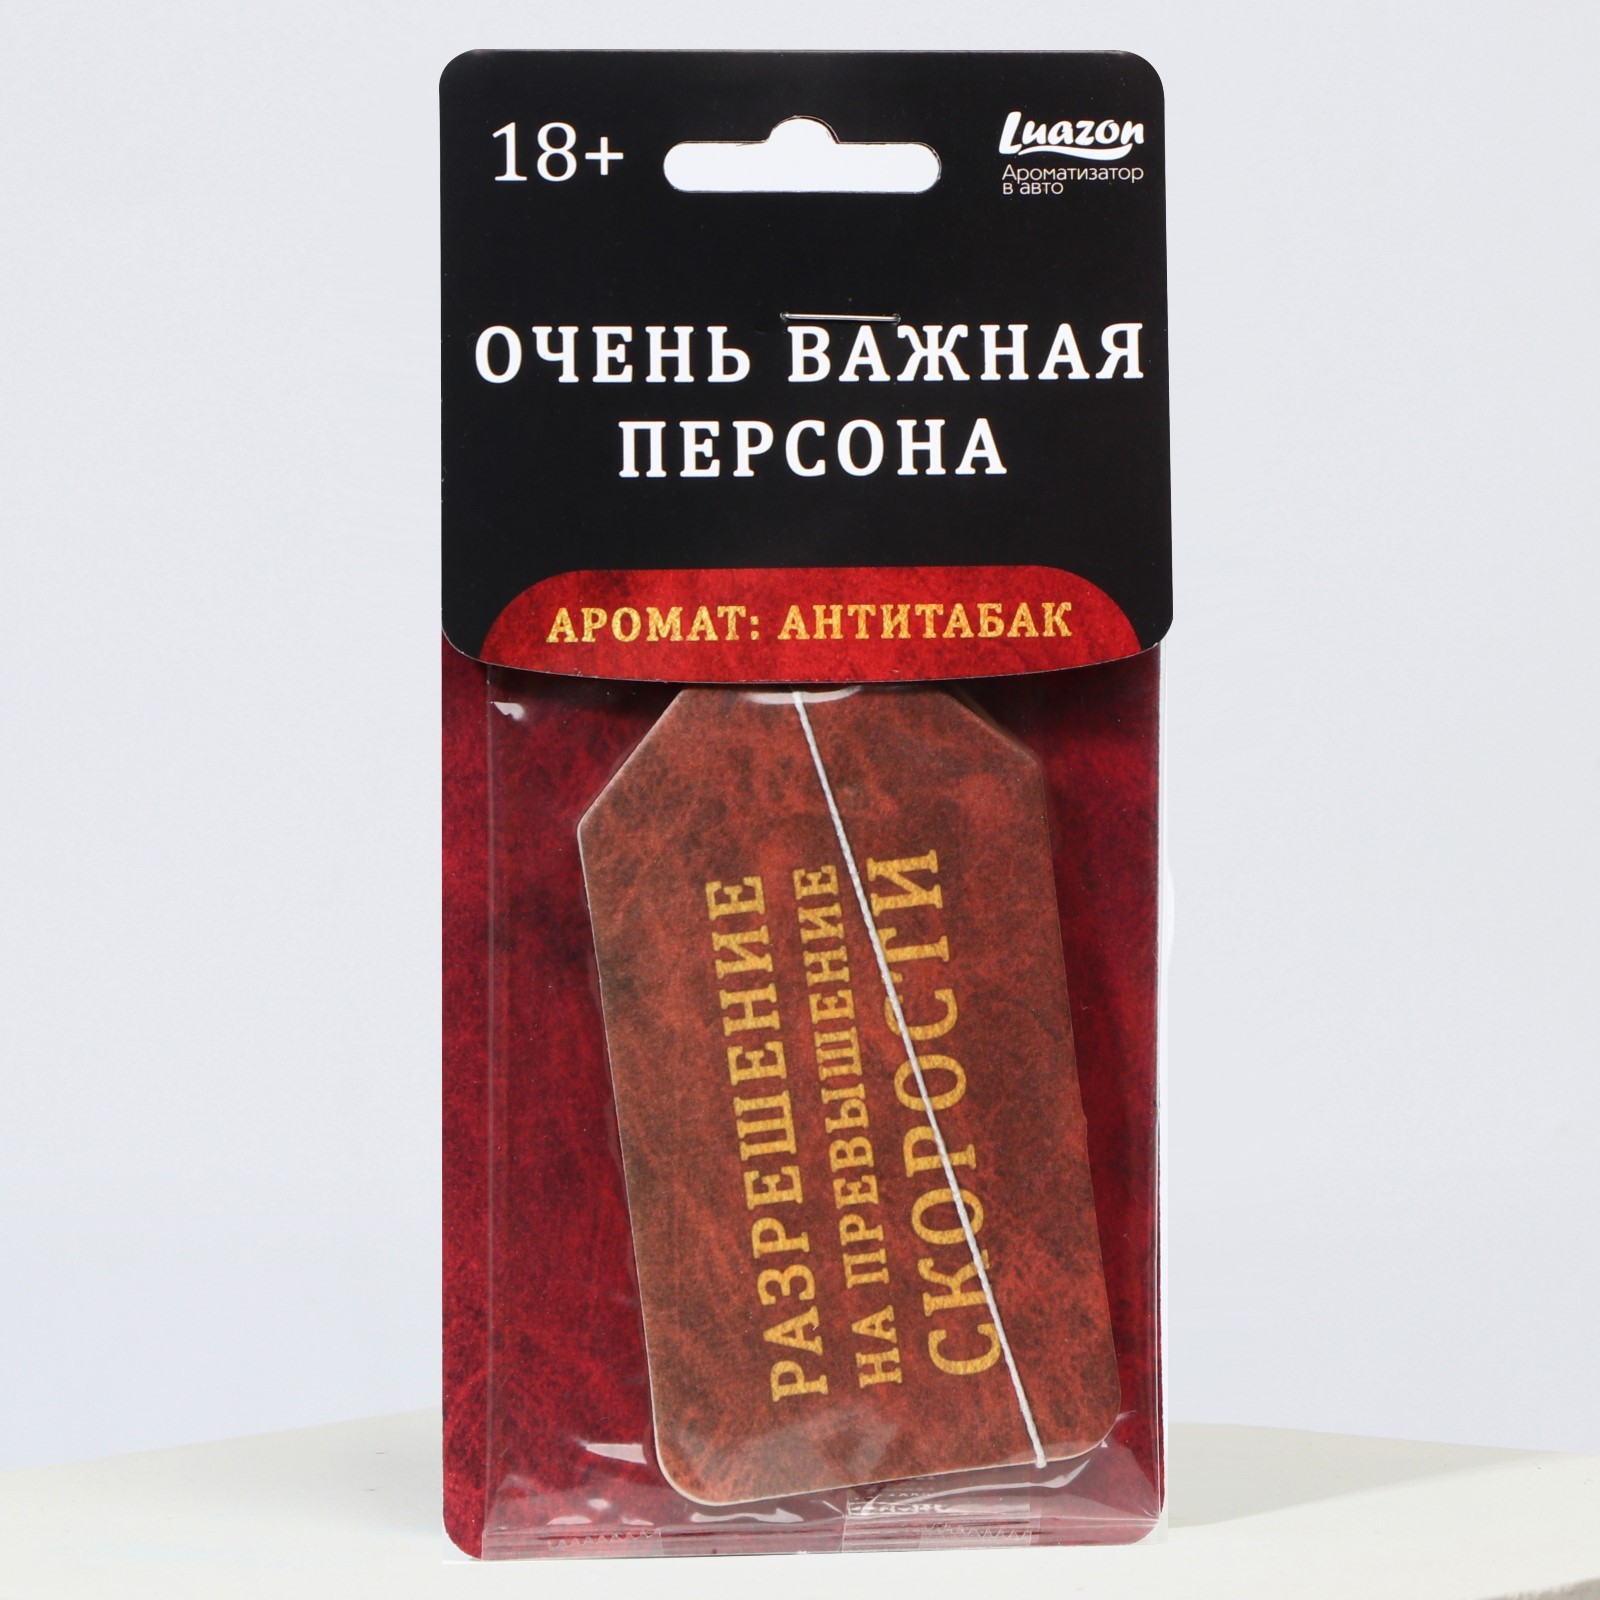 18+
Luazon
Ароматизатор
в авто
ОЧЕНЬ ВАЖНАЯ
ПЕРСОНА
АРОМАТ: АНТИТАБАК
РАЗРЕШЕНИЕ
НА ПРЕВЫШЕНИЕ
СКОРОСТИ